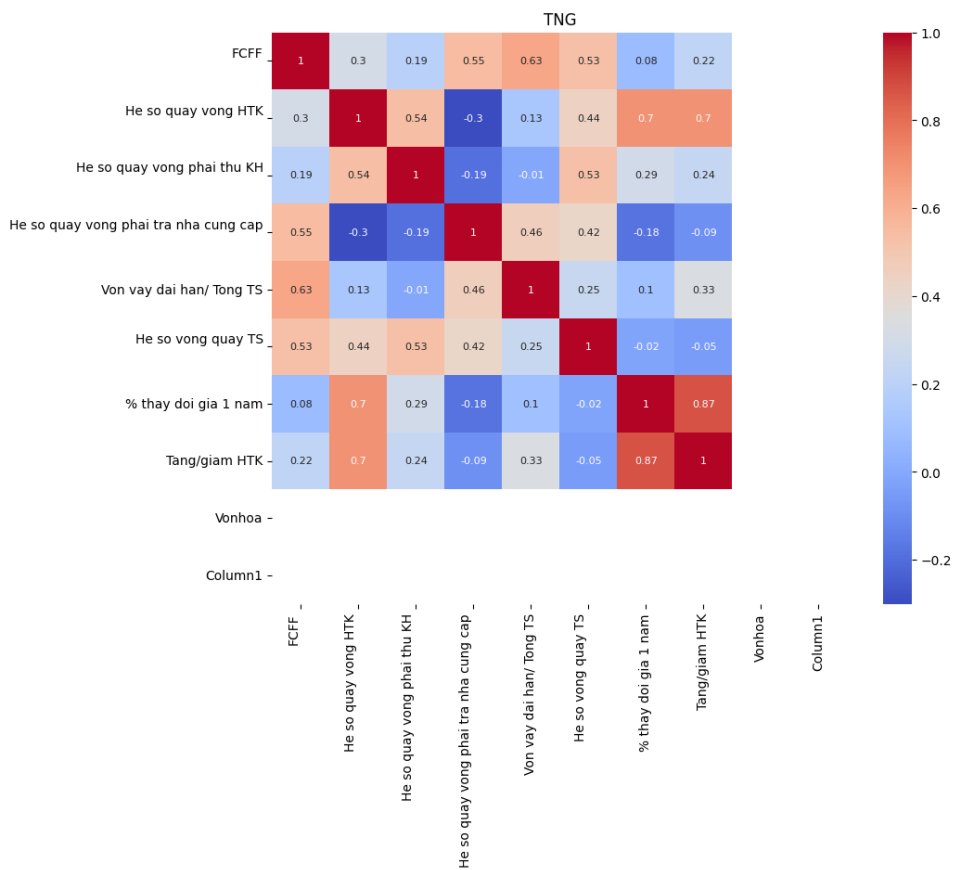 TNG
FCFF 1 0.3 0.19 0.55 0.63 0.53 0.08 0.22
He so quay vong HTK 0.3 1 0.54 -0.3 0.13 0.44 0.7 0.7
He so quay vong phai thu KH 0.19 0.54 1 -0.19 -0.01 0.53 0.29 0.24
He so quay vong phai tra nha cung cap 0.55 -0.3 -0.19 1 0.46 0.42 -0.18 -0.09
Von vay dai han/ Tong TS 0.63 0.13 -0.01 0.46 1 0.25 0.1 0.33
He so vong quay TS 0.53 0.44 0.53 0.42 0.25 1 -0.02 -0.05
% thay doi gia 1 nam 0.08 0.7 0.29 -0.18 0.1 -0.02 1 0.87
Tang/giam HTK 0.22 0.7 0.24 -0.09 0.33 -0.05 0.87 1
Vonhoa
Column1
FCFF
He so quay vong HTK
He so quay vong phai thu KH
He so quay vong phai tra nha cung cap
Von vay dai han/ Tong TS
He so vong quay TS
% thay doi gia 1 nam
Tang/giam HTK
Vonhoa
Column1
1.0
0.8
0.6
0.4
0.2
0.0
−0.2